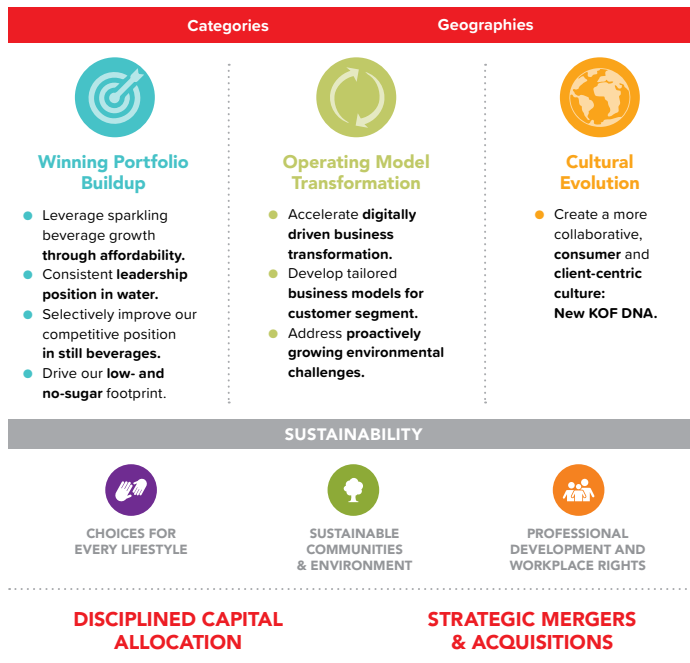 Categories
Geographies
Winning Portfolio
Buildup
Leverage sparkling
beverage growth
through affordability.
Consistent leadership
position in water.
Selectively improve our
competitive position
in still beverages.
Drive our low- and
no-sugar footprint.
Operating Model
Transformation
Accelerate digitally
driven business
transformation.
Develop tailored
business models for
customer segment.
Address proactively
growing environmental
challenges.
Cultural
Evolution
Create a more
collaborative,
consumer and
client-centric
culture:
New KOF DNA.
SUSTAINABILITY
CHOICES FOR
EVERY LIFESTYLE
SUSTAINABLE
COMMUNITIES
& ENVIRONMENT
PROFESSIONAL
DEVELOPMENT AND
WORKPLACE RIGHTS
DISCIPLINED CAPITAL
ALLOCATION
STRATEGIC MERGERS
& ACQUISITIONS